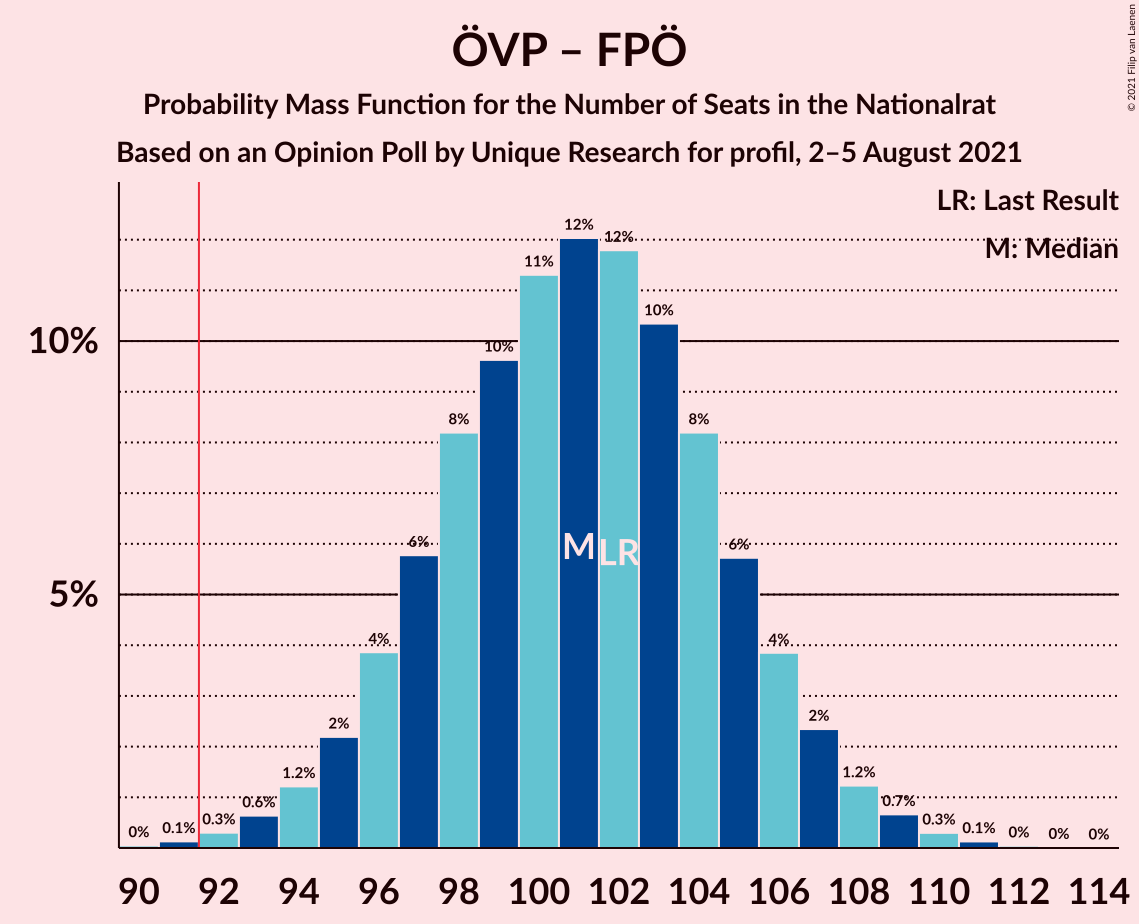 ÖVP – FPÖ
Probability Mass Function for the Number of Seats in the Nationalrat
Based on an Opinion Poll by Unique Research for profil, 2–5 August 2021
© 2021 Filip van Laenen
LR: Last Result
M: Median
10%
5%
0% 0.1% 0.3% 0.6% 1.2% 2% 4% 6% 8% 10% 11% 12% 12% 10% 8% 6% 4% 2% 1.2% 0.7% 0.3% 0.1% 0% 0% 0%
M LR
90 92 94 96 98 100 102 104 106 108 110 112 114